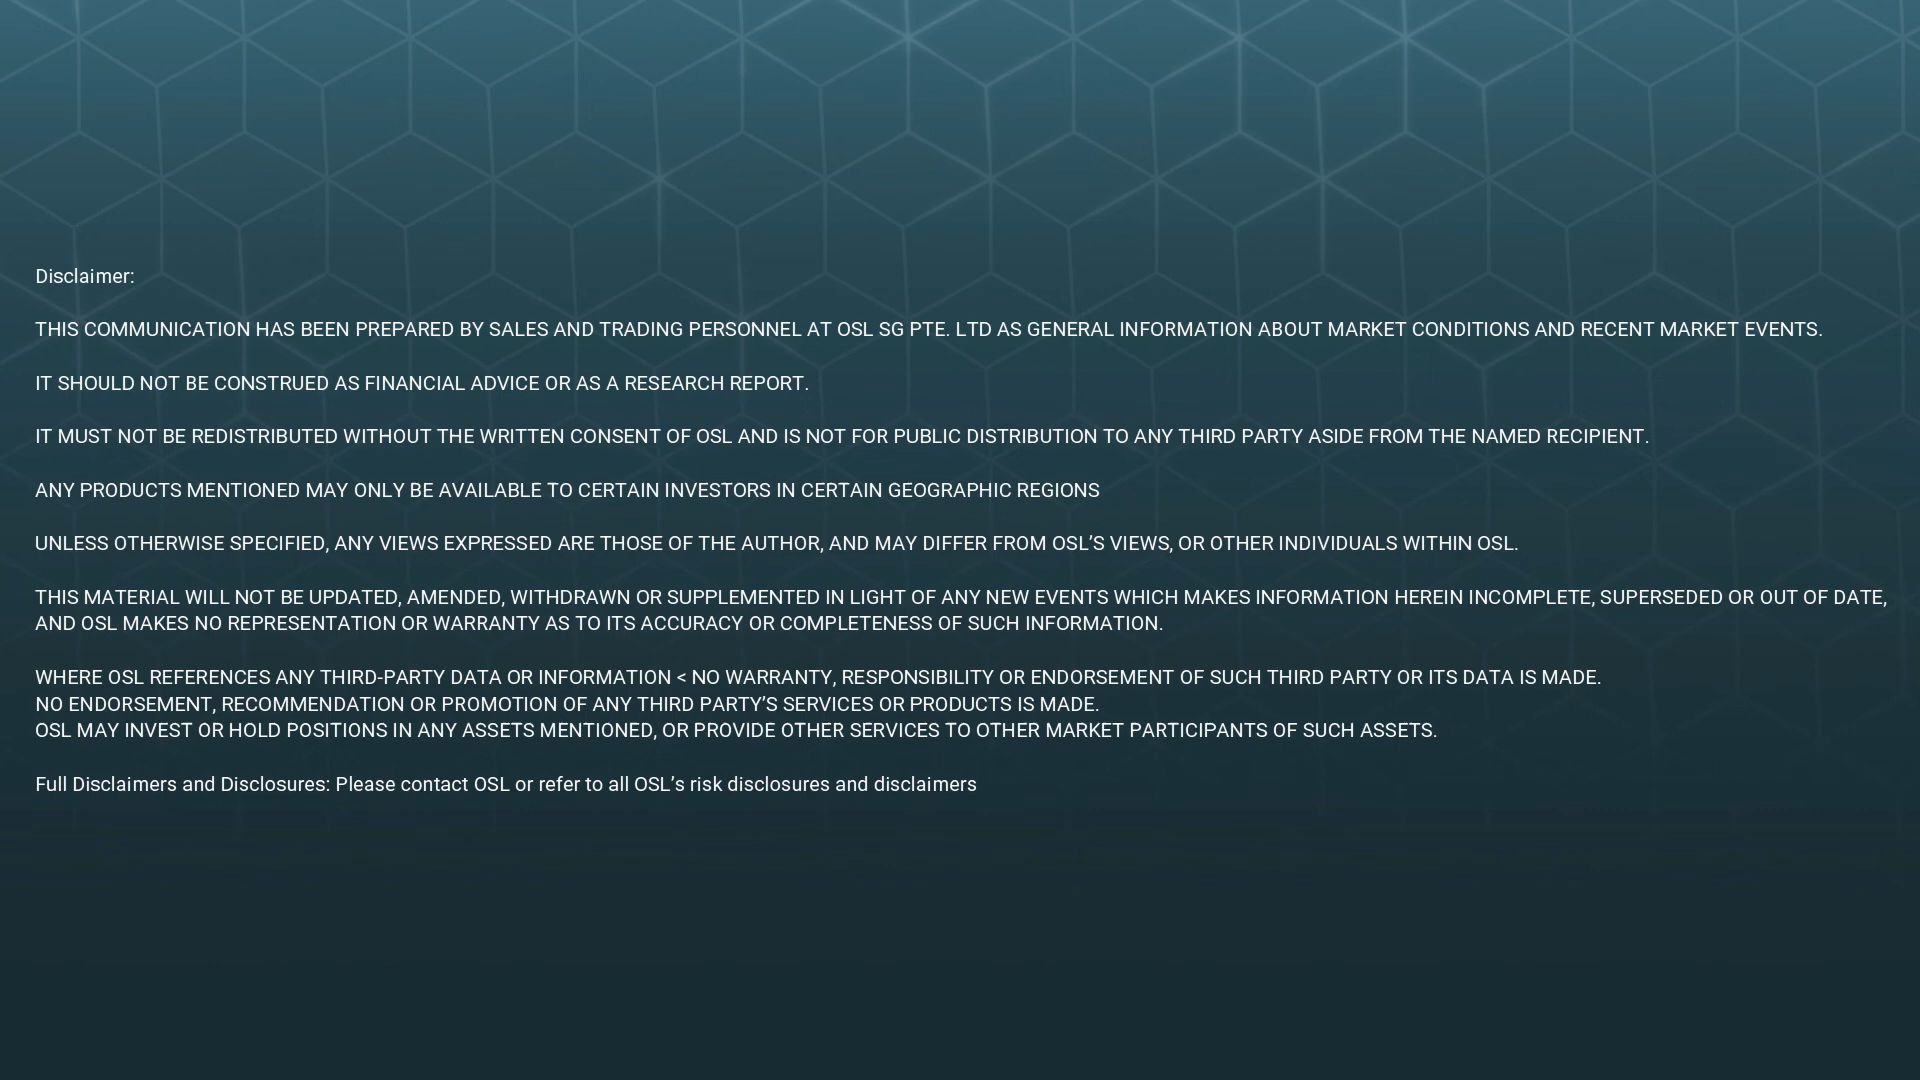 Disclaimer:
THIS COMMUNICATION HAS BEEN PREPARED BY SALES AND TRADING PERSONNEL AT OSL SG PTE. LTD AS GENERAL INFORMATION ABOUT MARKET CONDITIONS AND RECENT MARKET EVENTS.
IT SHOULD NOT BE CONSTRUED AS FINANCIAL ADVICE OR AS A RESEARCH REPORT.
IT MUST NOT BE REDISTRIBUTED WITHOUT THE WRITTEN CONSENT OF OSL AND IS NOT FOR PUBLIC DISTRIBUTION TO ANY THIRD PARTY ASIDE FROM THE NAMED RECIPIENT.
ANY PRODUCTS MENTIONED MAY ONLY BE AVAILABLE TO CERTAIN INVESTORS IN CERTAIN GEOGRAPHIC REGIONS
UNLESS OTHERWISE SPECIFIED, ANY VIEWS EXPRESSED ARE THOSE OF THE AUTHOR, AND MAY DIFFER FROM OSL’S VIEWS, OR OTHER INDIVIDUALS WITHIN OSL.
THIS MATERIAL WILL NOT BE UPDATED, AMENDED, WITHDRAWN OR SUPPLEMENTED IN LIGHT OF ANY NEW EVENTS WHICH MAKES INFORMATION HEREIN INCOMPLETE, SUPERSEDED OR OUT OF DATE,
AND OSL MAKES NO REPRESENTATION OR WARRANTY AS TO ITS ACCURACY OR COMPLETENESS OF SUCH INFORMATION.
WHERE OSL REFERENCES ANY THIRD-PARTY DATA OR INFORMATION < NO WARRANTY, RESPONSIBILITY OR ENDORSEMENT OF SUCH THIRD PARTY OR ITS DATA IS MADE.
NO ENDORSEMENT, RECOMMENDATION OR PROMOTION OF ANY THIRD PARTY’S SERVICES OR PRODUCTS IS MADE.
OSL MAY INVEST OR HOLD POSITIONS IN ANY ASSETS MENTIONED, OR PROVIDE OTHER SERVICES TO OTHER MARKET PARTICIPANTS OF SUCH ASSETS.
Full Disclaimers and Disclosures: Please contact OSL or refer to all OSL’s risk disclosures and disclaimers